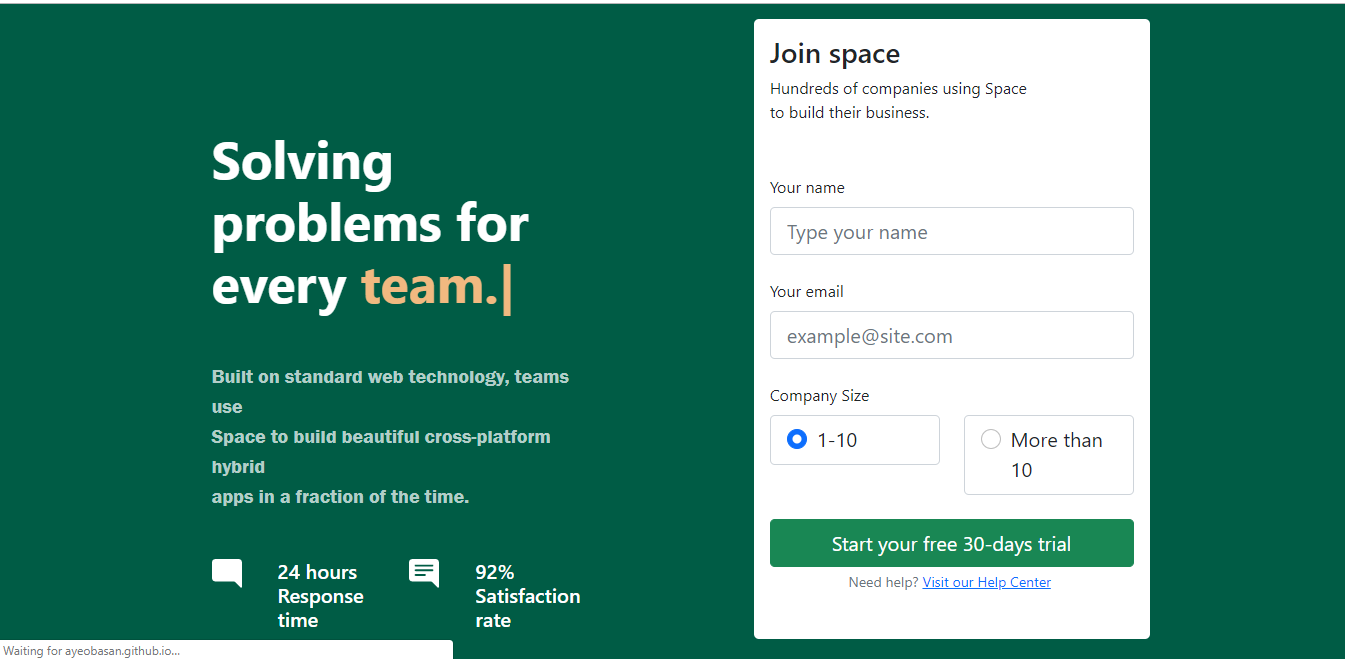 Solving
problems for
every team.|
Built on standard web technology, teams
use
Space to build beautiful cross-platform
hybrid
apps in a fraction of the time.
24 hours
Response
time
92%
Satisfaction
rate
Join space
Hundreds of companies using Space
to build their business.
Your name
Type your name
Your email
example@site.com
Company Size
1-10
More than
10
Start your free 30-days trial
Need help? Visit our Help Center
Waiting for ayeobasan.github.io...